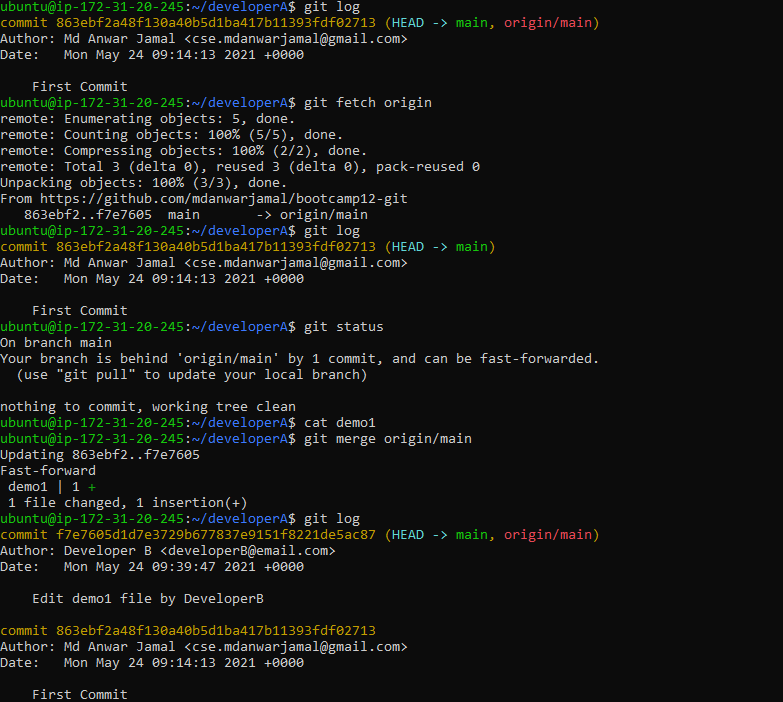 ubuntu@ip-172-31-20-245:~/developerA$ git log
commit 863ebf2a48f130a40b5d1ba417b11393fdf02713 (HEAD -> main, origin/main)
Author: Md Anwar Jamal <cse.mdanwarjamal@gmail.com>
Date:   Mon May 24 09:14:13 2021 +0000

    First Commit
ubuntu@ip-172-31-20-245:~/developerA$ git fetch origin
remote: Enumerating objects: 5, done.
remote: Counting objects: 100% (5/5), done.
remote: Compressing objects: 100% (2/2), done.
remote: Total 3 (delta 0), reused 3 (delta 0), pack-reused 0
Unpacking objects: 100% (3/3), done.
From https://github.com/mdanwarjamal/bootcamp12-git
   863ebf2..f7e7605  main       -> origin/main
ubuntu@ip-172-31-20-245:~/developerA$ git log
commit 863ebf2a48f130a40b5d1ba417b11393fdf02713 (HEAD -> main)
Author: Md Anwar Jamal <cse.mdanwarjamal@gmail.com>
Date:   Mon May 24 09:14:13 2021 +0000

    First Commit
ubuntu@ip-172-31-20-245:~/developerA$ git status
On branch main
Your branch is behind 'origin/main' by 1 commit, and can be fast-forwarded.
  (use "git pull" to update your local branch)

nothing to commit, working tree clean
ubuntu@ip-172-31-20-245:~/developerA$ cat demo1
ubuntu@ip-172-31-20-245:~/developerA$ git merge origin/main
Updating 863ebf2..f7e7605
Fast-forward
 demo1 | 1 +
 1 file changed, 1 insertion(+)
ubuntu@ip-172-31-20-245:~/developerA$ git log
commit f7e7605d1d7e3729b677837e9151f8221de5ac87 (HEAD -> main, origin/main)
Author: Developer B <developerB@email.com>
Date:   Mon May 24 09:39:47 2021 +0000

    Edit demo1 file by DeveloperB

commit 863ebf2a48f130a40b5d1ba417b11393fdf02713
Author: Md Anwar Jamal <cse.mdanwarjamal@gmail.com>
Date:   Mon May 24 09:14:13 2021 +0000

    First Commit